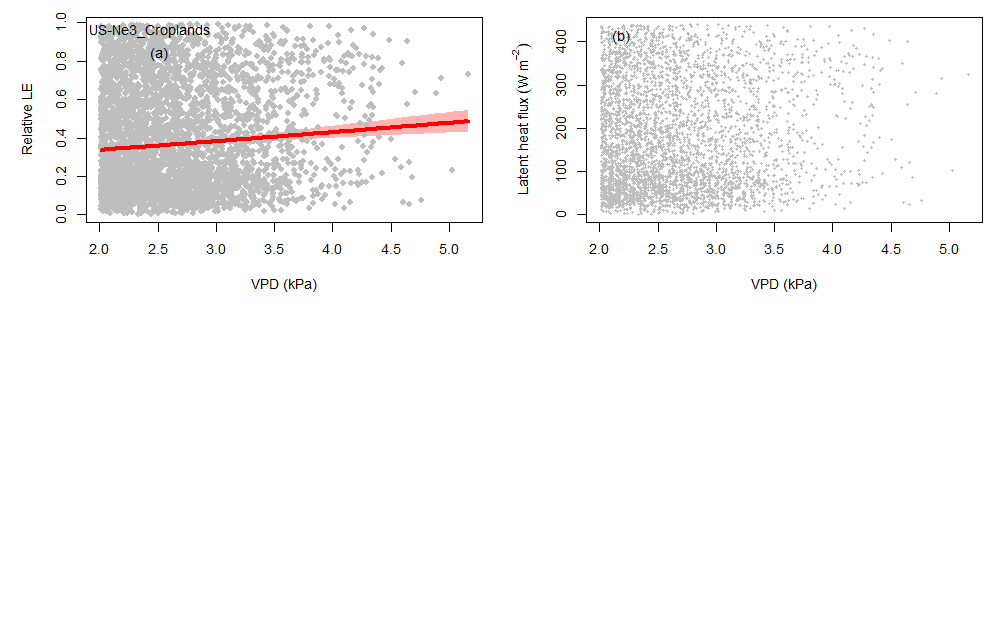 US-Ne3_Croplands
(a)
Relative LE
0.0 0.2 0.4 0.6 0.8 1.0
2.0 2.5 3.0 3.5 4.0 4.5 5.0
VPD (kPa)
(b)
Latent heat flux (W m⁻²)
0 100 200 300 400
2.0 2.5 3.0 3.5 4.0 4.5 5.0
VPD (kPa)